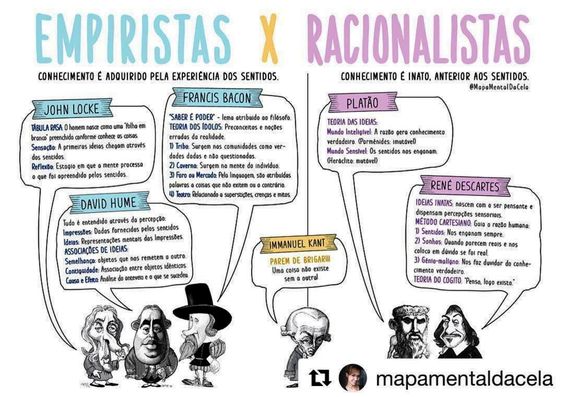 EMPIRISTAS X RACIONALISTAS
CONHECIMENTO É ADQUIRIDO PELA EXPERIÊNCIA DOS SENTIDOS.
CONHECIMENTO É INATO, ANTERIOR AOS SENTIDOS.
@MapaMentalDaCela
JOHN LOCKE
TÁBULA RASA: O homem nasce como uma "folha em
branco" preenchida conforme conhece as coisas.
Sensação: A primeiras ideias chegam através
dos sentidos.
Reflexão: Estagio em que a mente processa
o que foi apreendido pelos sentidos.
FRANCIS BACON
"SABER É PODER" - Lema atribuido ao filósofo.
TEORIA DOS ÍDOLOS: Preconceitos e noções
erradas da realidade.
1) Tribo: Surgem nas comunidades como ver-
dades dadas e não questionadas.
2) Caverna: Surgem na mente do individuo.
3) Foro ou Mercado: Pela linguagem, são atribuidas
palavras a coisas que não existem ou a contrário.
4) Teatro: Relacionado a superstições, crenças e mitos.
DAVID HUME
Tudo é entendido através da percepção:
Impressões: Dados fornecidos pelos sentidos
Ideias: Representações mentais das Impressões
ASSOCIAÇÕES DE IDEIAS:
Semelhança: objetos que nos remetem a outro.
Contiguidade: Associação entre objetos idênticos.
Causa e Efeito: Análise do anteveu e o que se sucedeu
IMMANUEL KANT
PAREM DE BRIGAR!!!
Uma coisa não existe
sem a outra!
PLATÃO
TEORIA DAS IDEIAS:
Mundo Inteligível: A razão gera conhecimento
verdadeiro. (Parmênides: imutável)
Mundo Sensível: Os sentidos nos enganam.
(Heráclito: mutável)
RENÉ DESCARTES
IDEIAS INATAS: nascem com o ser pensante e
dispensam percepções sensoriais.
MÉTODO CARTESIANO: Guia a razão humana:
1) Sentidos: Nos enganam sempre.
2) Sonhos: Quando parecem reais e nos
coloca em dúvida se foi real.
3) Gênio-maligno: Nos faz duvidar do conhe-
cimento verdadeiro.
TEORIA DO COGITO: "Penso, logo existo."
mapamentaldacela